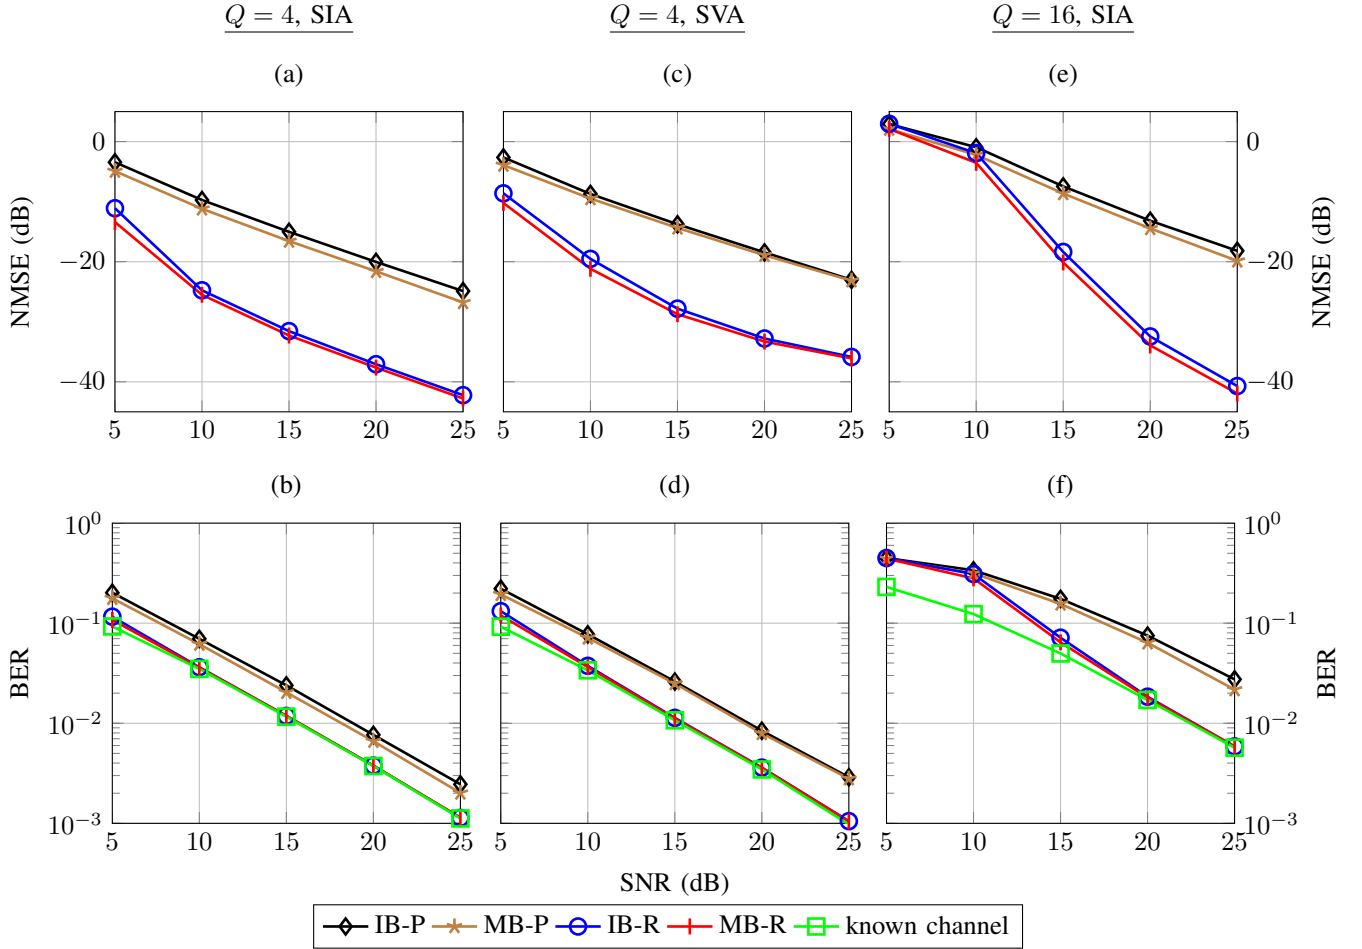 Q = 4, SIA
Q = 4, SVA
Q = 16, SIA
(a)
(c)
(e)
0
−20
−40
NMSE (dB)
5 10 15 20 25
5 10 15 20 25
5 10 15 20 25
0
−20
−40
NMSE (dB)
(b)
(d)
(f)
10^0
10^−1
10^−2
10^−3
BER
5 10 15 20 25
5 10 15 20 25
5 10 15 20 25
10^0
10^−1
10^−2
10^−3
BER
SNR (dB)
IB-P MB-P IB-R MB-R known channel